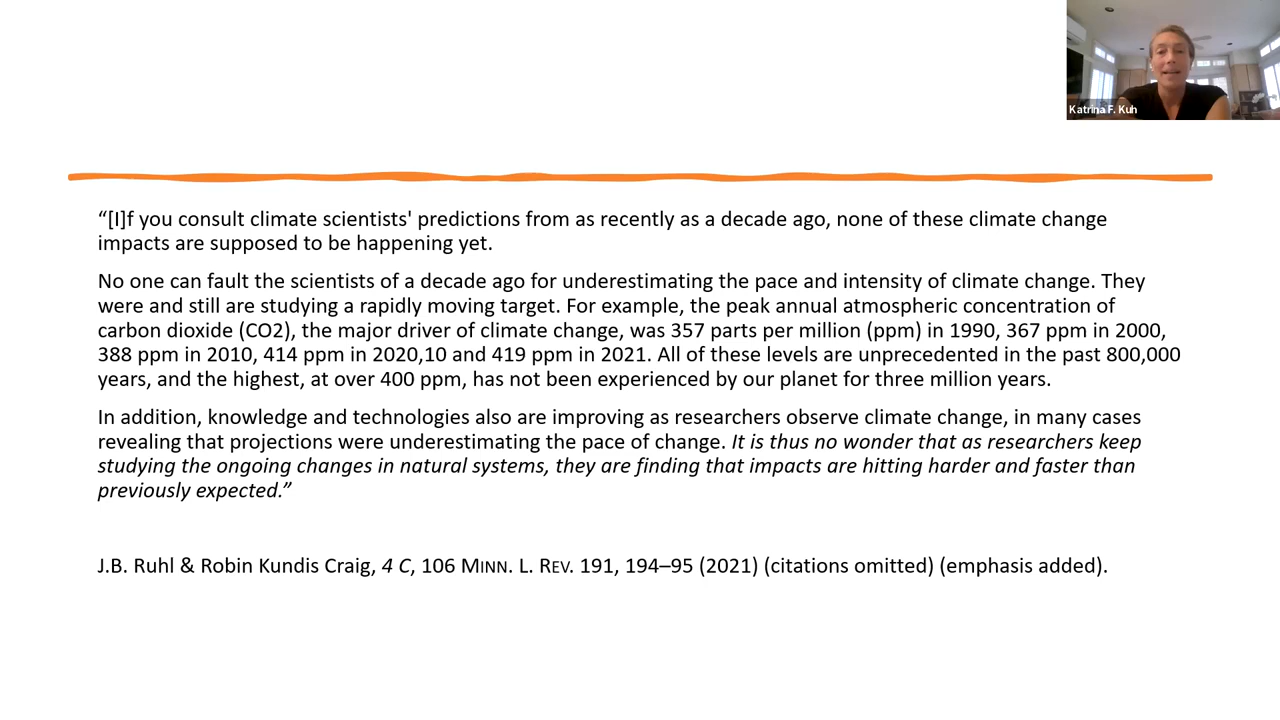 Katrina F. Kuh
“[I]f you consult climate scientists' predictions from as recently as a decade ago, none of these climate change
impacts are supposed to be happening yet.
No one can fault the scientists of a decade ago for underestimating the pace and intensity of climate change. They
were and still are studying a rapidly moving target. For example, the peak annual atmospheric concentration of
carbon dioxide (CO2), the major driver of climate change, was 357 parts per million (ppm) in 1990, 367 ppm in 2000,
388 ppm in 2010, 414 ppm in 2020,10 and 419 ppm in 2021. All of these levels are unprecedented in the past 800,000
years, and the highest, at over 400 ppm, has not been experienced by our planet for three million years.
In addition, knowledge and technologies also are improving as researchers observe climate change, in many cases
revealing that projections were underestimating the pace of change. It is thus no wonder that as researchers keep
studying the ongoing changes in natural systems, they are finding that impacts are hitting harder and faster than
previously expected.”
J.B. Ruhl & Robin Kundis Craig, 4 C, 106 MINN. L. REV. 191, 194–95 (2021) (citations omitted) (emphasis added).